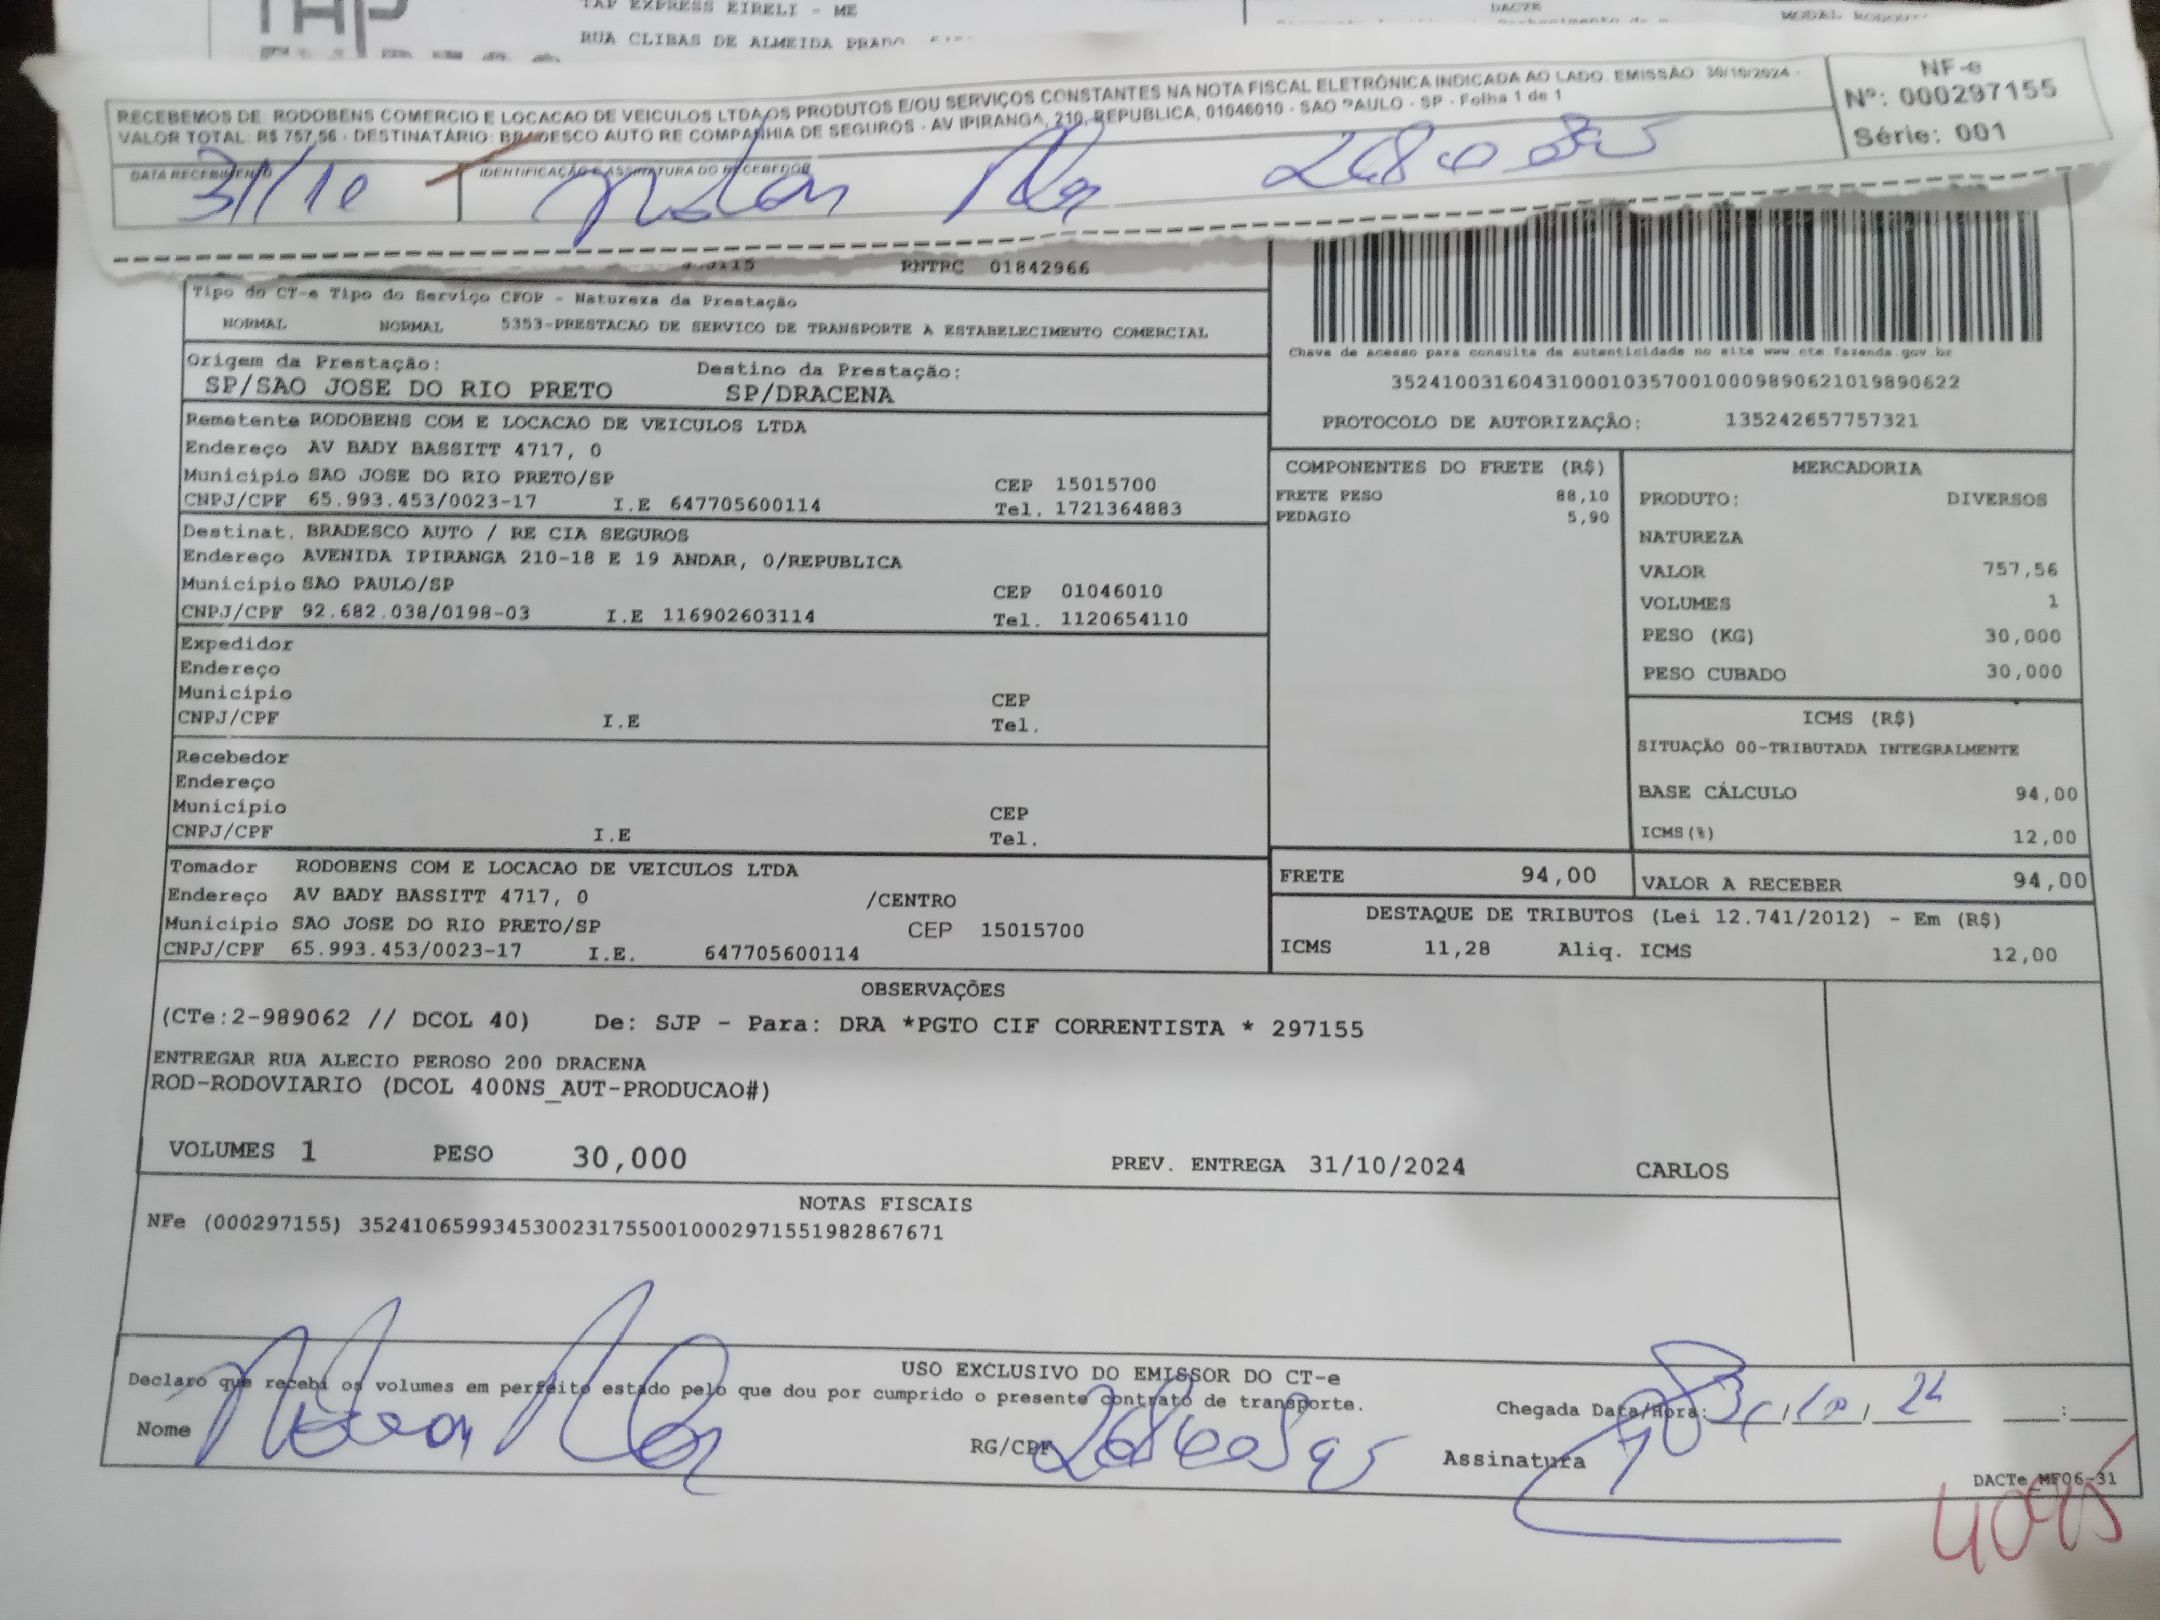 TAP
TAP EXPRESS EIRELI - ME
DACTE
RUA CLIBAS DE ALMEIDA PRADO
RECEBEMOS DE RODOBENS COMERCIO E LOCACAO DE VEICULOS LTDA OS PRODUTOS E/OU SERVIÇOS CONSTANTES NA NOTA FISCAL ELETRÔNICA INDICADA AO LADO. EMISSÃO: 30/10/2024 -
VALOR TOTAL: R$ 757,56 - DESTINATÁRIO: BRADESCO AUTO RE COMPANHIA DE SEGUROS - AV IPIRANGA, 210, REPUBLICA, 01046010 - SAO PAULO - SP - Folha 1 de 1
NF-e
Nº: 000297155
Série: 001
DATA RECEBIMENTO
IDENTIFICAÇÃO E ASSINATURA DO RECEBEDOR
31/10
RNTRC 01842966
Tipo do CT-e Tipo do Serviço CFOP - Natureza da Prestação
NORMAL NORMAL 5353-PRESTACAO DE SERVICO DE TRANSPORTE A ESTABELECIMENTO COMERCIAL
Chave de acesso para consulta de autenticidade no site www.cte.fazenda.gov.br
35241003160431000103570010009890621019890622
PROTOCOLO DE AUTORIZAÇÃO: 135242657757321
Origem da Prestação: Destino da Prestação:
SP/SAO JOSE DO RIO PRETO SP/DRACENA
Remetente RODOBENS COM E LOCACAO DE VEICULOS LTDA
Endereço AV BADY BASSITT 4717, 0
Município SAO JOSE DO RIO PRETO/SP CEP 15015700
CNPJ/CPF 65.993.453/0023-17 I.E 647705600114 Tel. 1721364883
Destinat. BRADESCO AUTO / RE CIA SEGUROS
Endereço AVENIDA IPIRANGA 210-18 E 19 ANDAR, 0/REPUBLICA
Município SAO PAULO/SP CEP 01046010
CNPJ/CPF 92.682.038/0198-03 I.E 116902603114 Tel. 1120654110
Expedidor
Endereço
Município CEP
CNPJ/CPF I.E Tel.
Recebedor
Endereço
Município CEP
CNPJ/CPF I.E Tel.
Tomador RODOBENS COM E LOCACAO DE VEICULOS LTDA
Endereço AV BADY BASSITT 4717, 0 /CENTRO
Município SAO JOSE DO RIO PRETO/SP CEP 15015700
CNPJ/CPF 65.993.453/0023-17 I.E. 647705600114
COMPONENTES DO FRETE (R$)
FRETE PESO 88,10
PEDAGIO 5,90
MERCADORIA
PRODUTO: DIVERSOS
NATUREZA
VALOR 757,56
VOLUMES 1
PESO (KG) 30,000
PESO CUBADO 30,000
ICMS (R$)
SITUAÇÃO 00-TRIBUTADA INTEGRALMENTE
BASE CÁLCULO 94,00
ICMS(%) 12,00
FRETE 94,00 VALOR A RECEBER 94,00
DESTAQUE DE TRIBUTOS (Lei 12.741/2012) - Em (R$)
ICMS 11,28 Aliq. ICMS 12,00
OBSERVAÇÕES
(CTe:2-989062 // DCOL 40) De: SJP - Para: DRA *PGTO CIF CORRENTISTA * 297155
ENTREGAR RUA ALECIO PEROSO 200 DRACENA
ROD-RODOVIARIO (DCOL 400NS_AUT-PRODUCAO#)
VOLUMES 1 PESO 30,000 PREV. ENTREGA 31/10/2024 CARLOS
NOTAS FISCAIS
NFe (000297155) 35241065993453002317550010002971551982867671
USO EXCLUSIVO DO EMISSOR DO CT-e
Declaro que recebi os volumes em perfeito estado pelo que dou por cumprido o presente contrato de transporte.
Chegada Data/Hora: 31/10/24 :
Nome RG/CPF Assinatura
DACTe_MF06-31